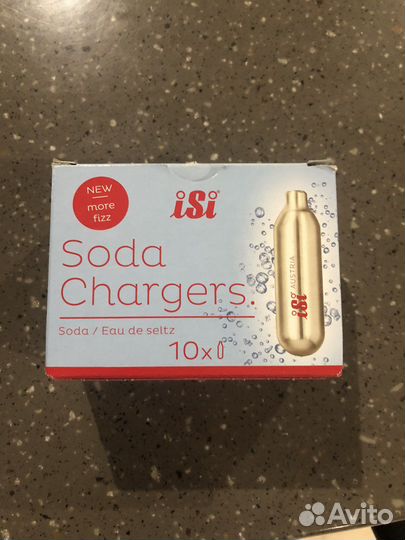 NEW
more
fizz
iSi
Soda
Chargers.
Soda / Eau de seltz
10x
iSi AUSTRIA
Avito